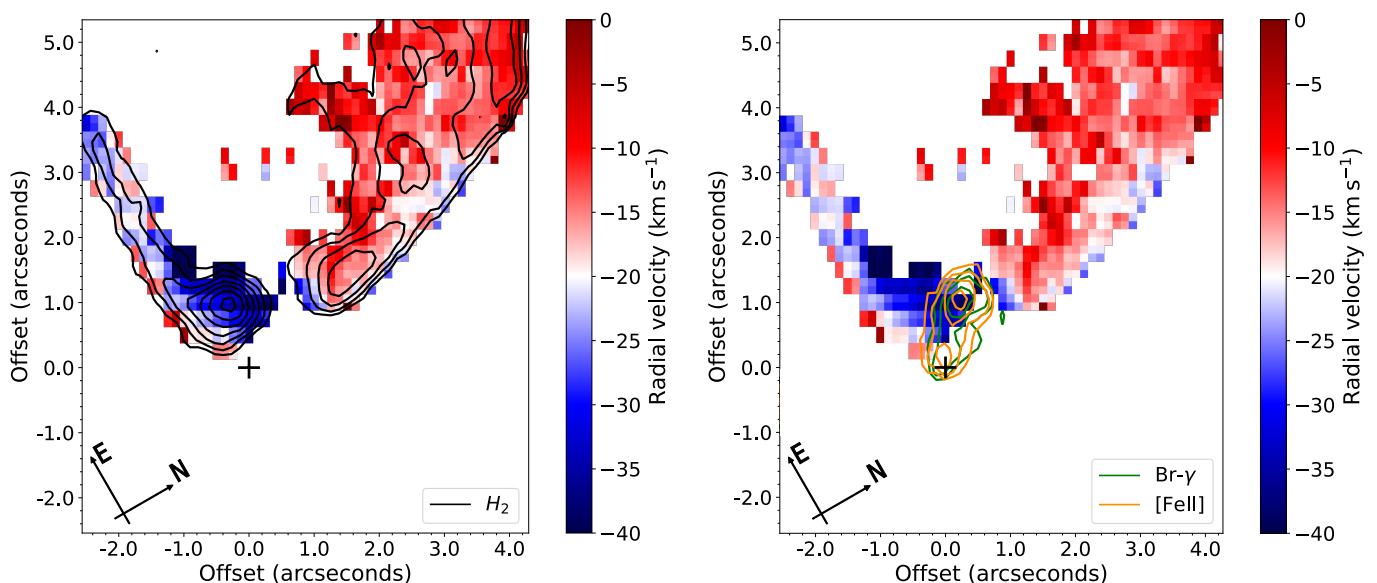 5.0
4.0
3.0
2.0
1.0
0.0
-1.0
-2.0
Offset (arcseconds)
-2.0 -1.0 0.0 1.0 2.0 3.0 4.0
Offset (arcseconds)
E
N
H₂
0
−5
−10
−15
−20
−25
−30
−35
−40
Radial velocity (km s⁻¹)
5.0
4.0
3.0
2.0
1.0
0.0
-1.0
-2.0
Offset (arcseconds)
-2.0 -1.0 0.0 1.0 2.0 3.0 4.0
Offset (arcseconds)
E
N
Br-γ
[FeII]
0
−5
−10
−15
−20
−25
−30
−35
−40
Radial velocity (km s⁻¹)